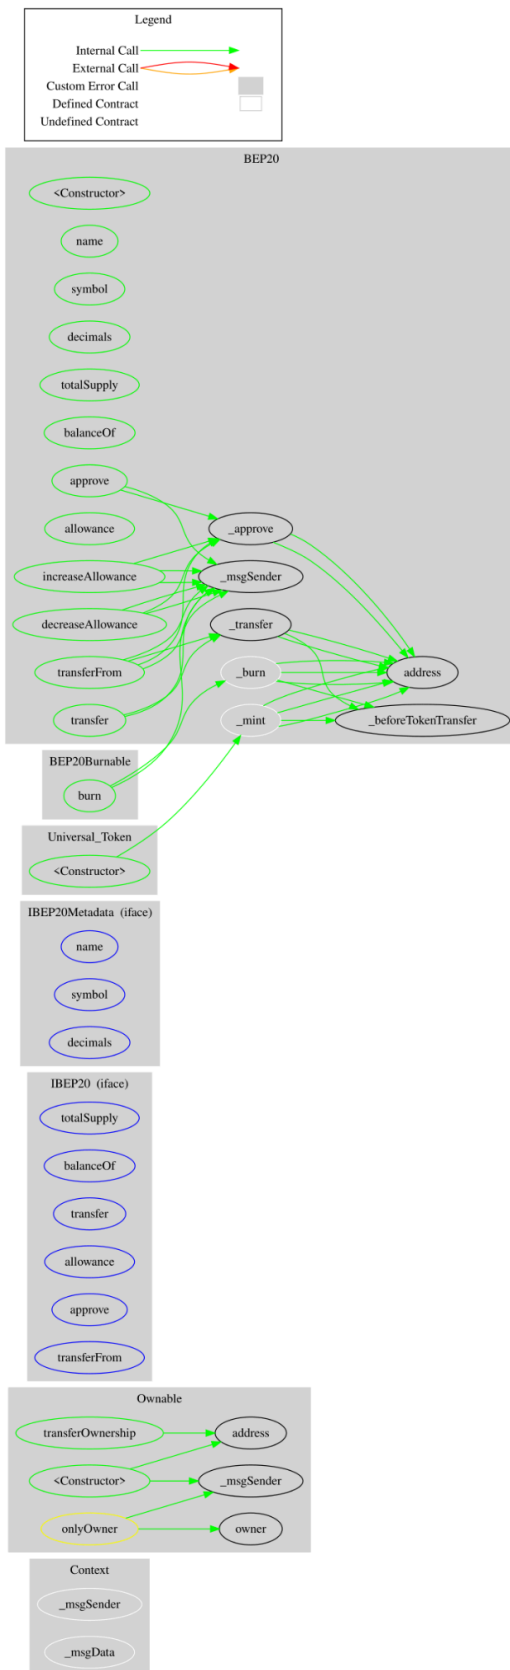 Legend
Internal Call
External Call
Custom Error Call
Defined Contract
Undefined Contract
BEP20
<Constructor>
name
symbol
decimals
totalSupply
balanceOf
approve
allowance
_approve
increaseAllowance
_msgSender
decreaseAllowance
_transfer
transferFrom
_burn
address
transfer
_mint
_beforeTokenTransfer
BEP20Burnable
burn
Universal_Token
<Constructor>
IBEP20Metadata (iface)
name
symbol
decimals
IBEP20 (iface)
totalSupply
balanceOf
transfer
allowance
approve
transferFrom
Ownable
transferOwnership
address
<Constructor>
_msgSender
onlyOwner
owner
Context
_msgSender
_msgData